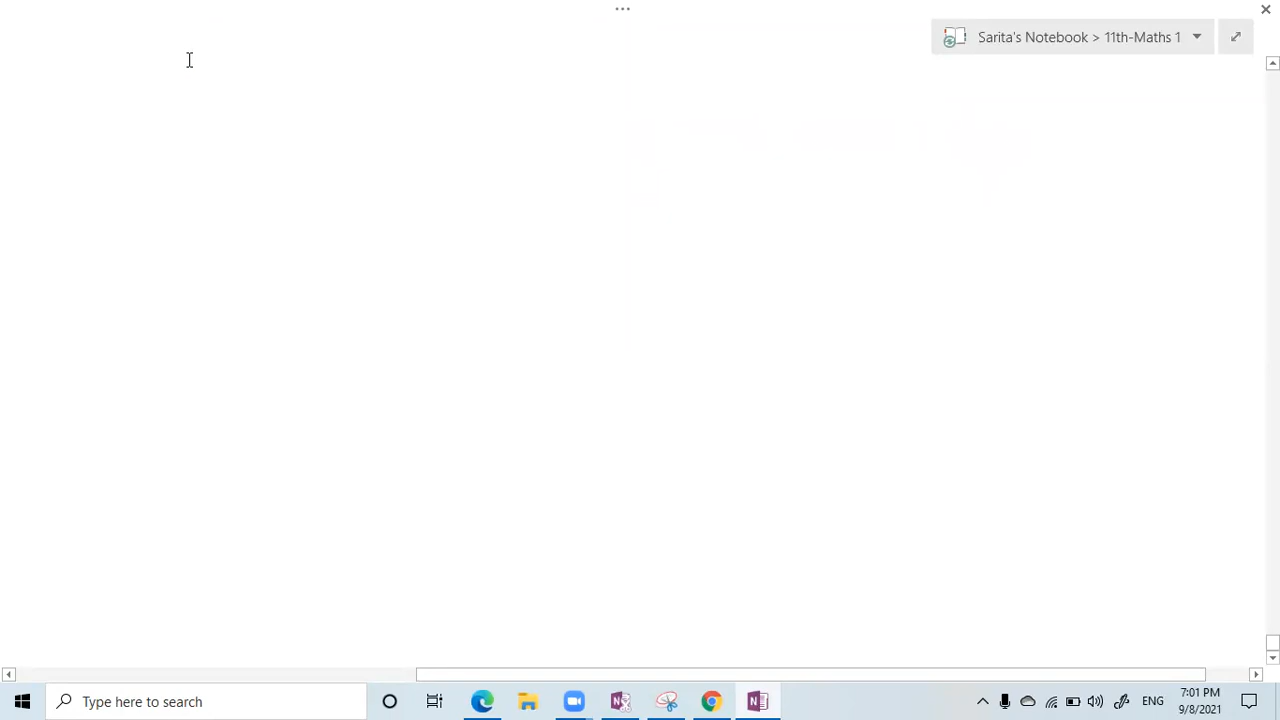 Sarita's Notebook > 11th-Maths 1
Type here to search
ENG
7:01 PM
9/8/2021